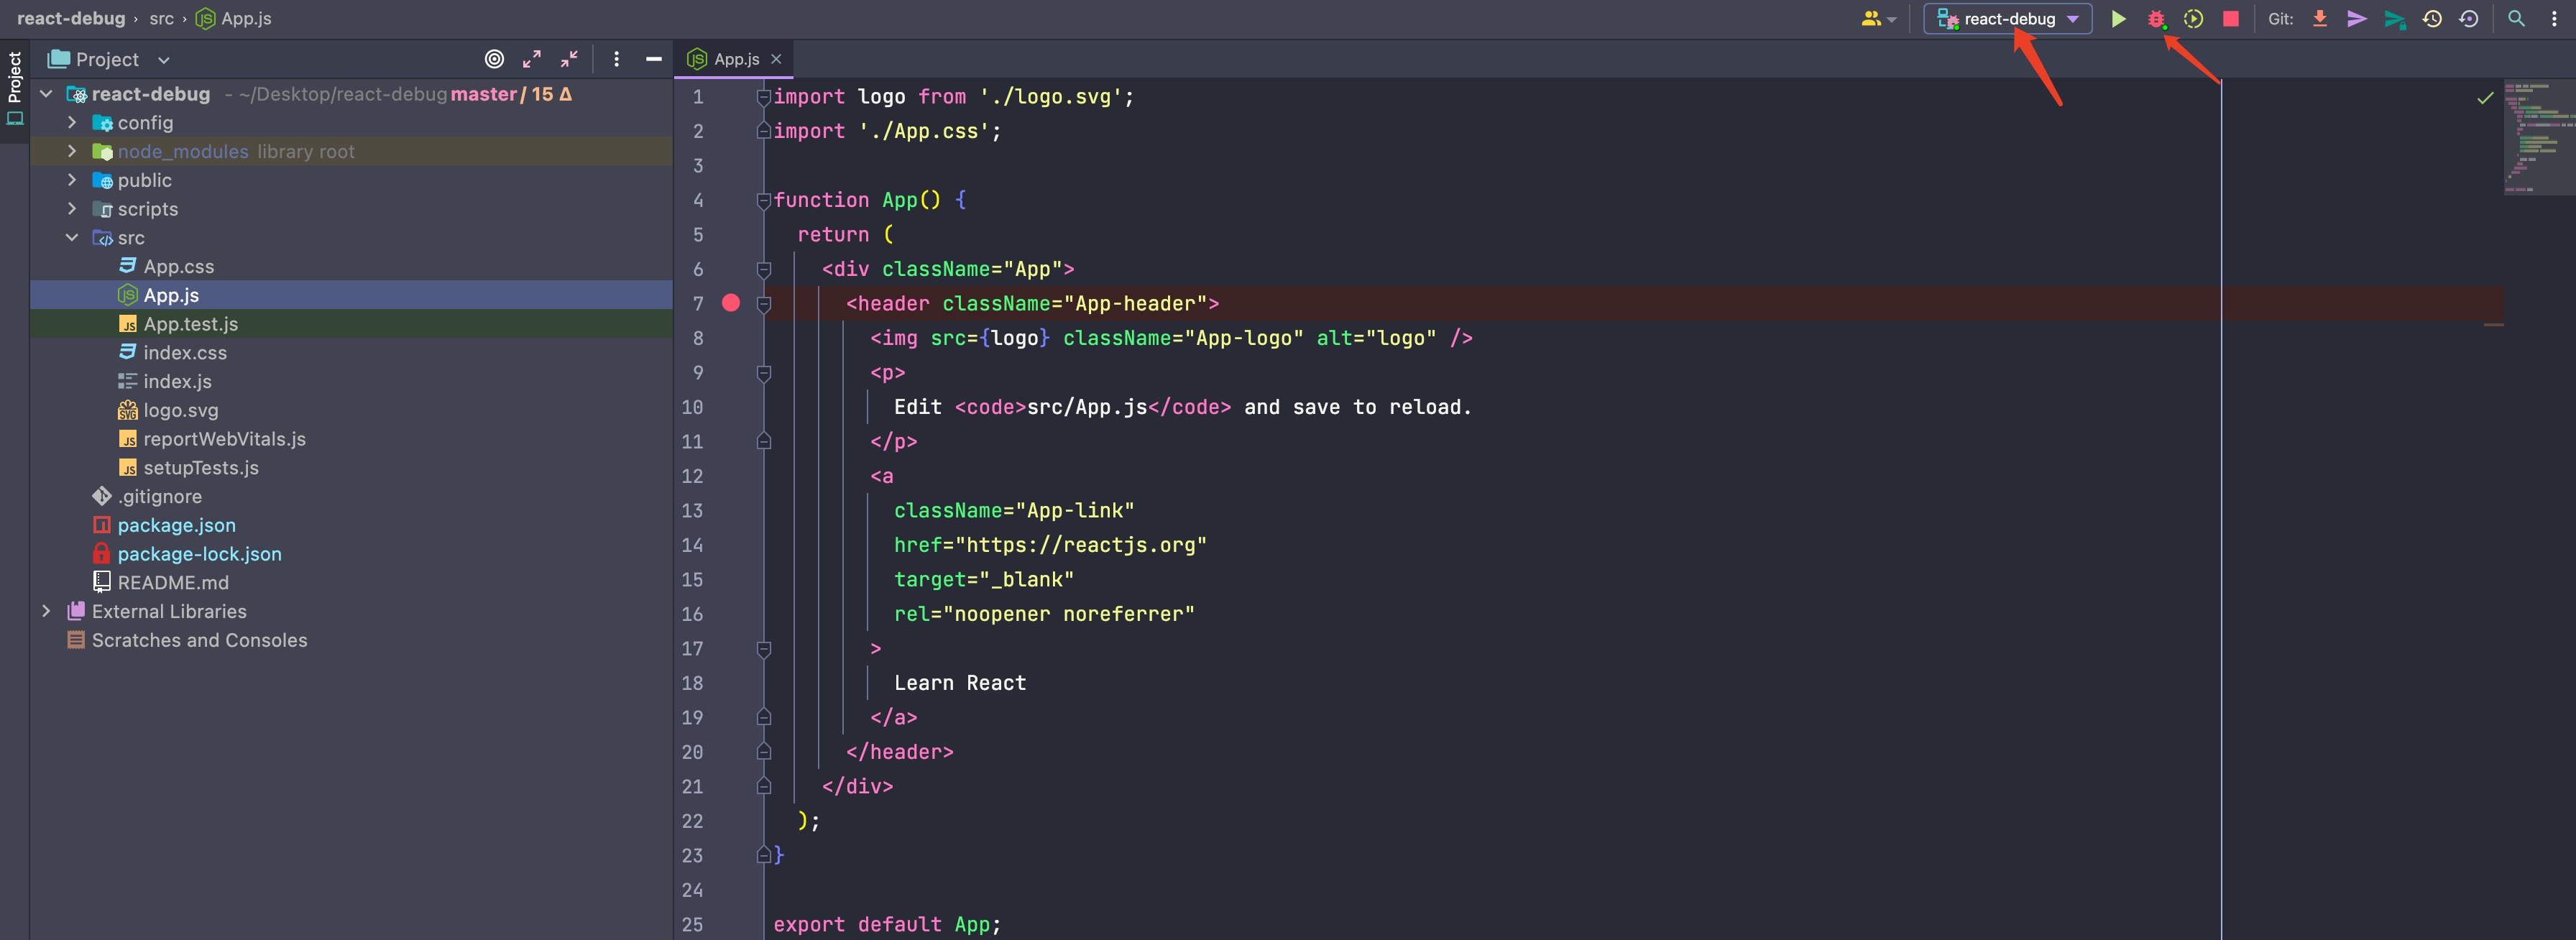 react-debug › src › App.js
react-debug
Git:
Project
Project
App.js
react-debug - ~/Desktop/react-debug master / 15 Δ
config
node_modules library root
public
scripts
src
App.css
App.js
App.test.js
index.css
index.js
logo.svg
reportWebVitals.js
setupTests.js
.gitignore
package.json
package-lock.json
README.md
External Libraries
Scratches and Consoles
1 import logo from './logo.svg';
2 import './App.css';
3
4 function App() {
5 return (
6 <div className="App">
7 <header className="App-header">
8 <img src={logo} className="App-logo" alt="logo" />
9 <p>
10 Edit <code>src/App.js</code> and save to reload.
11 </p>
12 <a
13 className="App-link"
14 href="https://reactjs.org"
15 target="_blank"
16 rel="noopener noreferrer"
17 >
18 Learn React
19 </a>
20 </header>
21 </div>
22 );
23 }
24
25 export default App;